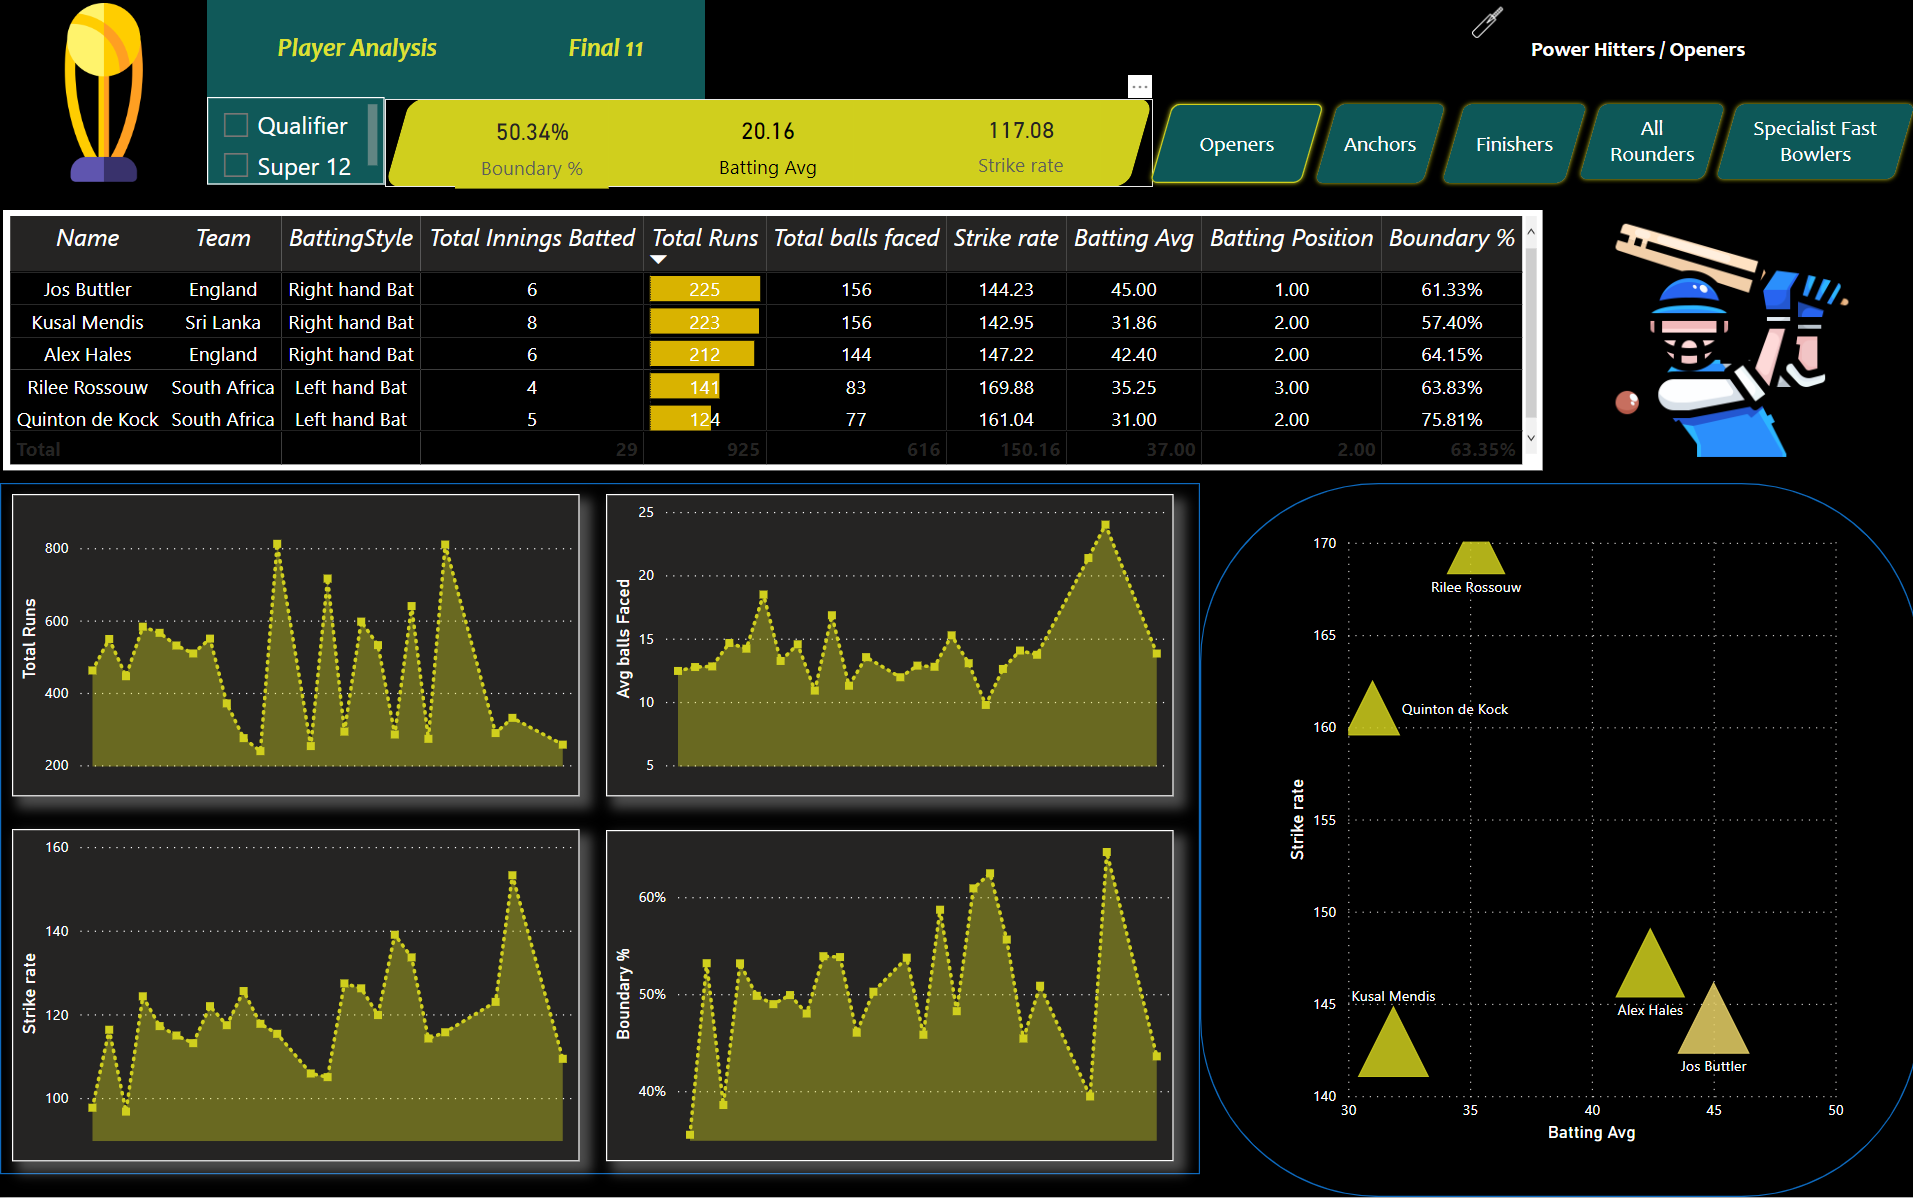 Player Analysis
Final 11
Power Hitters / Openers
Qualifier
Super 12
50.34%
Boundary %
20.16
Batting Avg
117.08
Strike rate
...
Openers
Anchors
Finishers
All
Rounders
Specialist Fast
Bowlers
Name Team BattingStyle Total Innings Batted Total Runs Total balls faced Strike rate Batting Avg Batting Position Boundary %
Jos Buttler England Right hand Bat 6 225 156 144.23 45.00 1.00 61.33%
Kusal Mendis Sri Lanka Right hand Bat 8 223 156 142.95 31.86 2.00 57.40%
Alex Hales England Right hand Bat 6 212 144 147.22 42.40 2.00 64.15%
Rilee Rossouw South Africa Left hand Bat 4 141 83 169.88 35.25 3.00 63.83%
Quinton de Kock South Africa Left hand Bat 5 124 77 161.04 31.00 2.00 75.81%
Total 29 925 616 150.16 37.00 2.00 63.35%
Total Runs
800
600
400
200
Avg balls Faced
25
20
15
10
5
Strike rate
160
140
120
100
Boundary %
60%
50%
40%
Strike rate
170
165
160
155
150
145
140
Rilee Rossouw
Quinton de Kock
Kusal Mendis
Alex Hales
Jos Buttler
30 35 40 45 50
Batting Avg